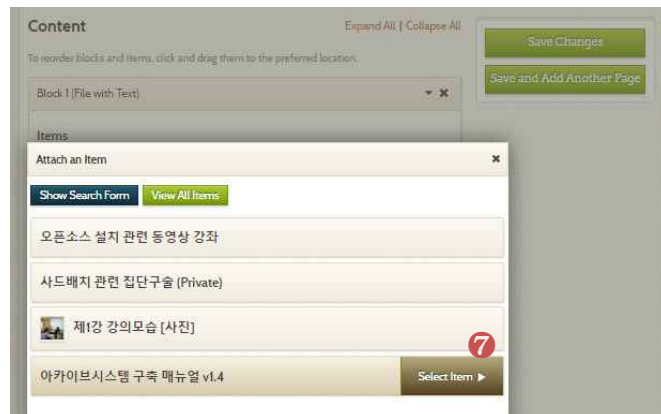 Content
Expand All | Collapse All
To reorder blocks and items, click and drag them to the preferred location.
Save Changes
Save and Add Another Page
Block 1 (File with Text)
Items
Attach an Item
Show Search Form
View All Items
오픈소스 설치 관련 동영상 강좌
사드배치 관련 집단구술 (Private)
제1강 강의모습 [사진]
7
아카이브시스템 구축 매뉴얼 v1.4
Select Item